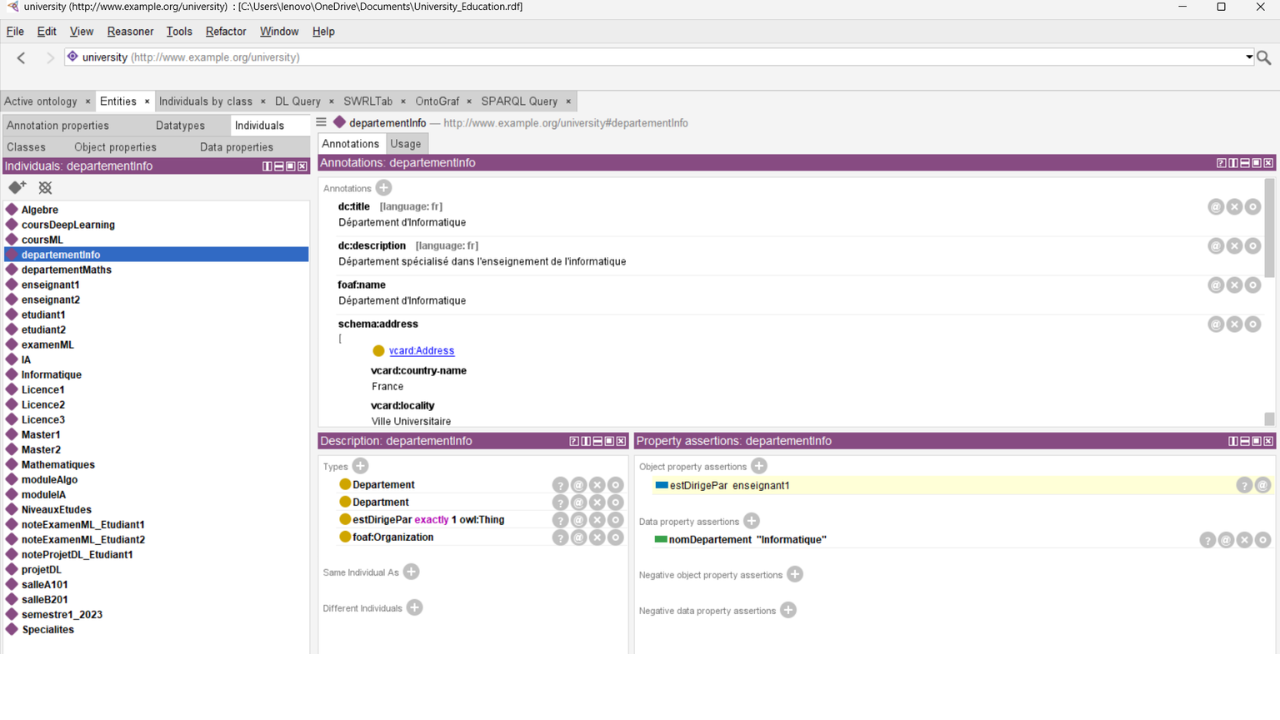 university (http://www.example.org/university) : [C:\Users\lenovo\OneDrive\Documents\University_Education.rdf]
File Edit View Reasoner Tools Refactor Window Help
university (http://www.example.org/university)
Active ontology × Entities × Individuals by class × DL Query × SWRLTab × OntoGraf × SPARQL Query ×
Annotation properties Datatypes Individuals
Classes Object properties Data properties
Individuals: departementInfo
Algebre
coursDeepLearning
coursML
departementInfo
departementMaths
enseignant1
enseignant2
etudiant1
etudiant2
examenML
IA
Informatique
Licence1
Licence2
Licence3
Master1
Master2
Mathematiques
moduleAlgo
moduleIA
NiveauxEtudes
noteExamenML_Etudiant1
noteExamenML_Etudiant2
noteProjetDL_Etudiant1
projetDL
salleA101
salleB201
semestre1_2023
Specialites
departementInfo — http://www.example.org/university#departementInfo
Annotations Usage
Annotations: departementInfo
Annotations
dc:title [language: fr]
Département d'Informatique
dc:description [language: fr]
Département spécialisé dans l'enseignement de l'informatique
foaf:name
Département d'Informatique
schema:address
[
vcard:Address
vcard:country-name
France
vcard:locality
Ville Universitaire
Description: departementInfo
Types
Departement
Department
estDirigePar exactly 1 owl:Thing
foaf:Organization
Same Individual As
Different Individuals
Property assertions: departementInfo
Object property assertions
estDirigePar enseignant1
Data property assertions
nomDepartement "Informatique"
Negative object property assertions
Negative data property assertions